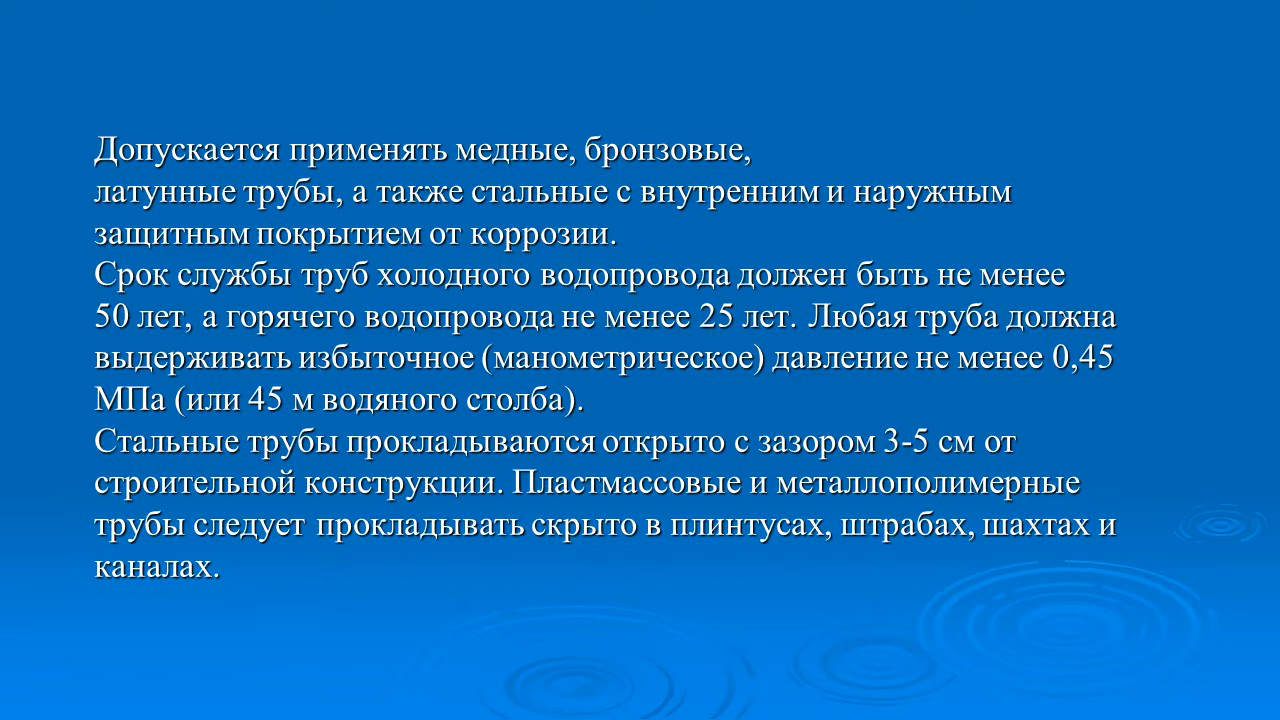 Допускается применять медные, бронзовые,
латунные трубы, а также стальные с внутренним и наружным
защитным покрытием от коррозии.
Срок службы труб холодного водопровода должен быть не менее
50 лет, а горячего водопровода не менее 25 лет. Любая труба должна
выдерживать избыточное (манометрическое) давление не менее 0,45
МПа (или 45 м водяного столба).
Стальные трубы прокладываются открыто с зазором 3-5 см от
строительной конструкции. Пластмассовые и металлополимерные
трубы следует прокладывать скрыто в плинтусах, штрабах, шахтах и
каналах.